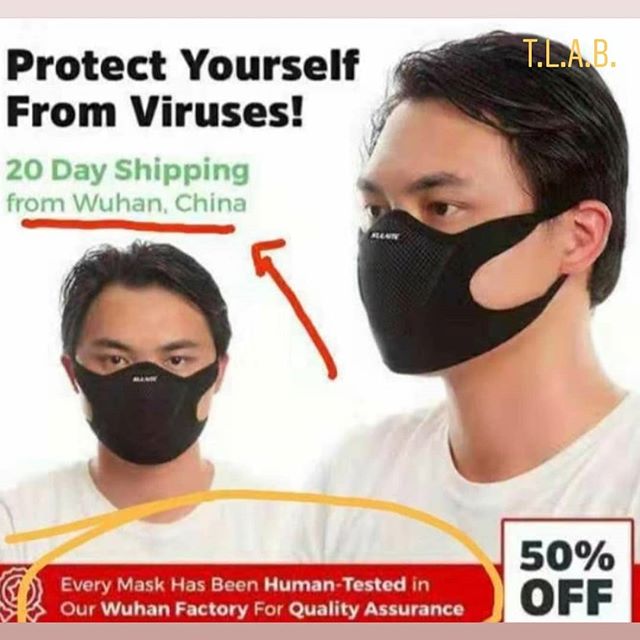 T.L.A.B.
Protect Yourself
From Viruses!
20 Day Shipping
from Wuhan, China
Every Mask Has Been Human-Tested in
Our Wuhan Factory For Quality Assurance
50%
OFF